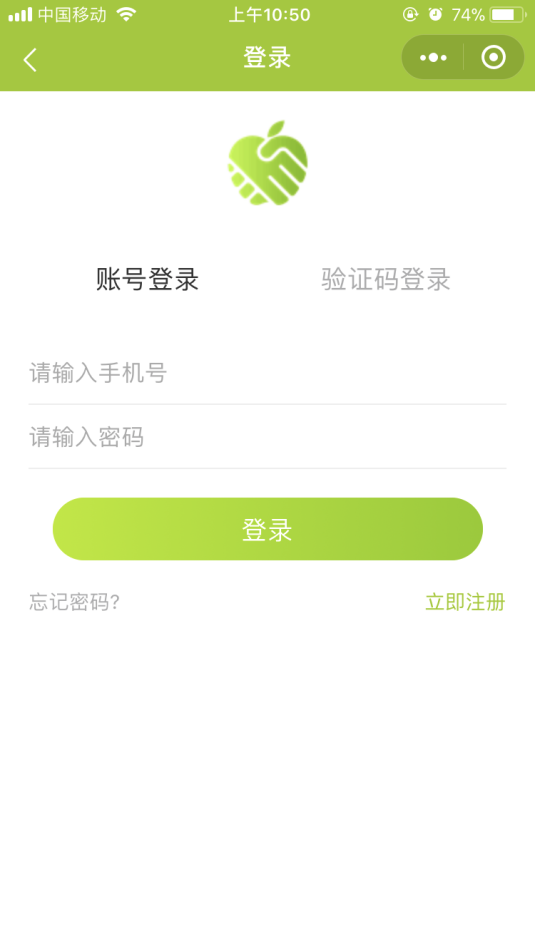 中国移动 上午10:50 74%
登录
账号登录 验证码登录
请输入手机号
请输入密码
登录
忘记密码? 立即注册